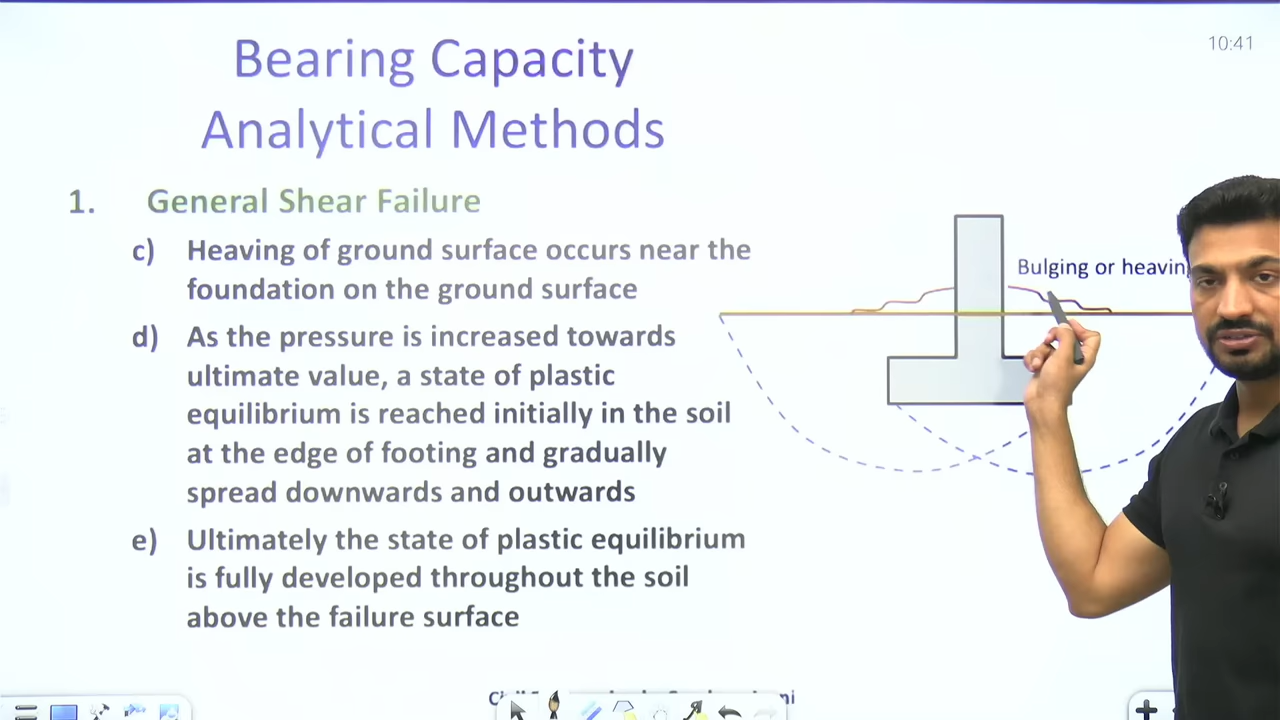 Bearing Capacity
Analytical Methods
10:41
1. General Shear Failure
c) Heaving of ground surface occurs near the
foundation on the ground surface
d) As the pressure is increased towards
ultimate value, a state of plastic
equilibrium is reached initially in the soil
at the edge of footing and gradually
spread downwards and outwards
e) Ultimately the state of plastic equilibrium
is fully developed throughout the soil
above the failure surface
Bulging or heavin